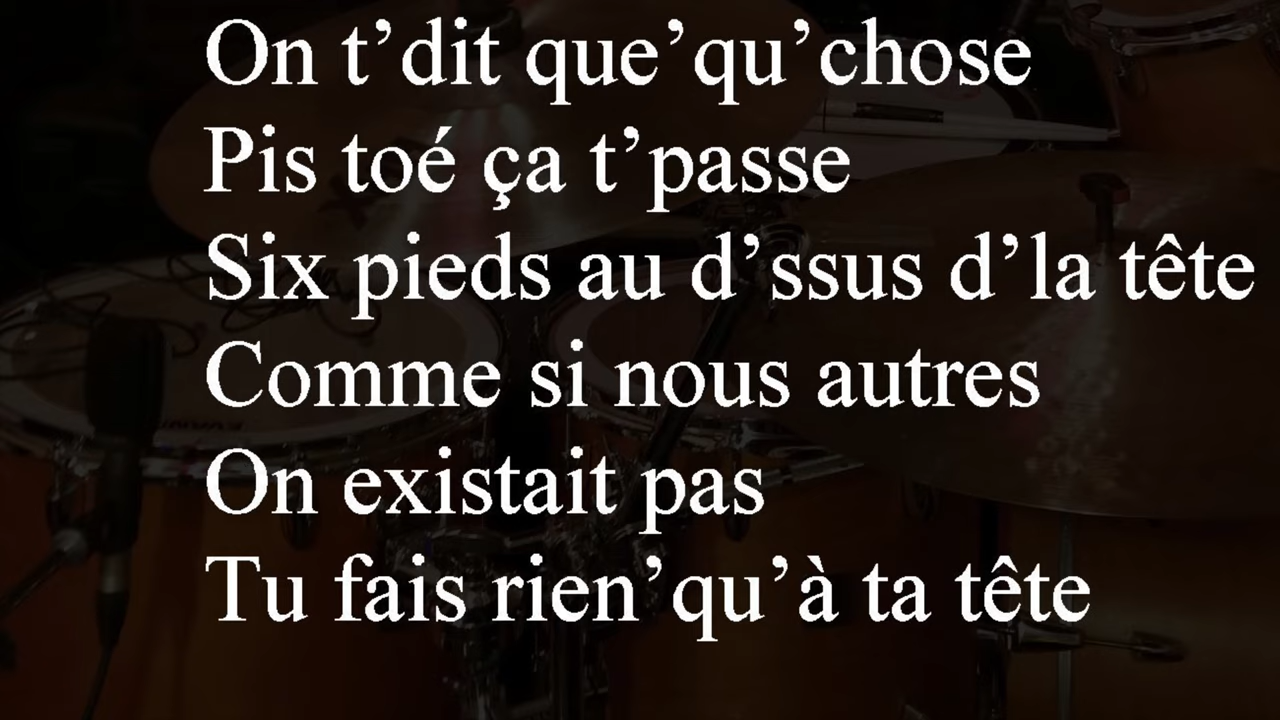 On t’dit que’qu’chose
Pis toé ça t’passe
Six pieds au d’ssus d’la tête
Comme si nous autres
On existait pas
Tu fais rien’qu’à ta tête